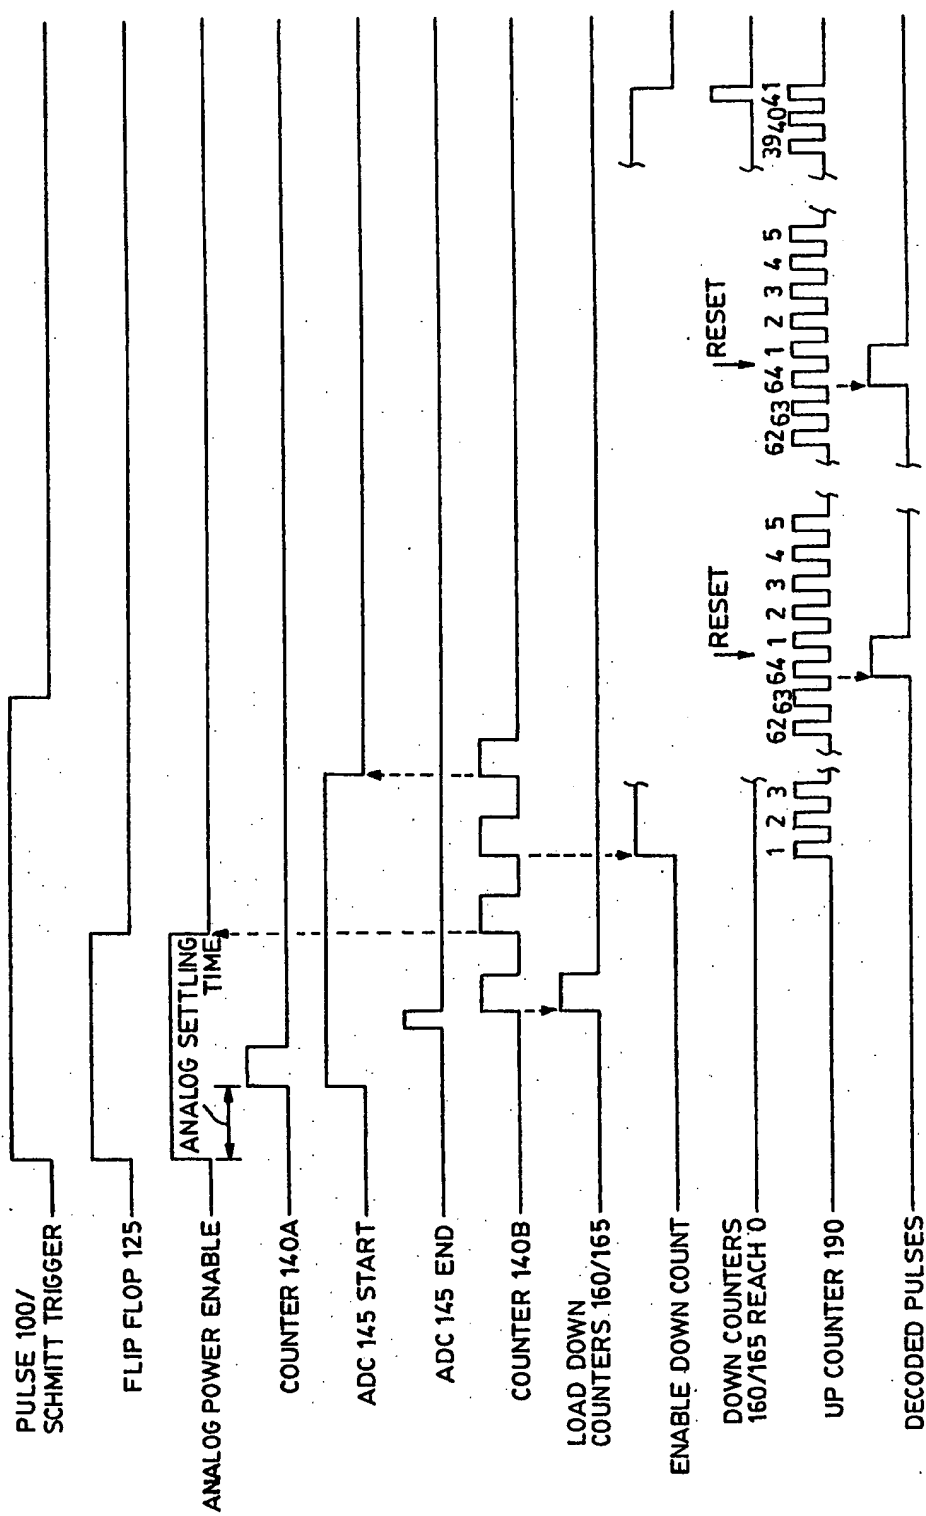 PULSE 100/
SCHMITT TRIGGER
FLIP FLOP 125
ANALOG POWER ENABLE
ANALOG SETTLING
TIME
COUNTER 140A
ADC 145 START
ADC 145 END
COUNTER 140B
LOAD DOWN
COUNTERS 160/165
ENABLE DOWN COUNT
DOWN COUNTERS
160/165 REACH 0
RESET
RESET
UP COUNTER 190
1 2 3
62 63 64 1 2 3 4 5
62 63 64 1 2 3 4 5
39 40 41
DECODED PULSES